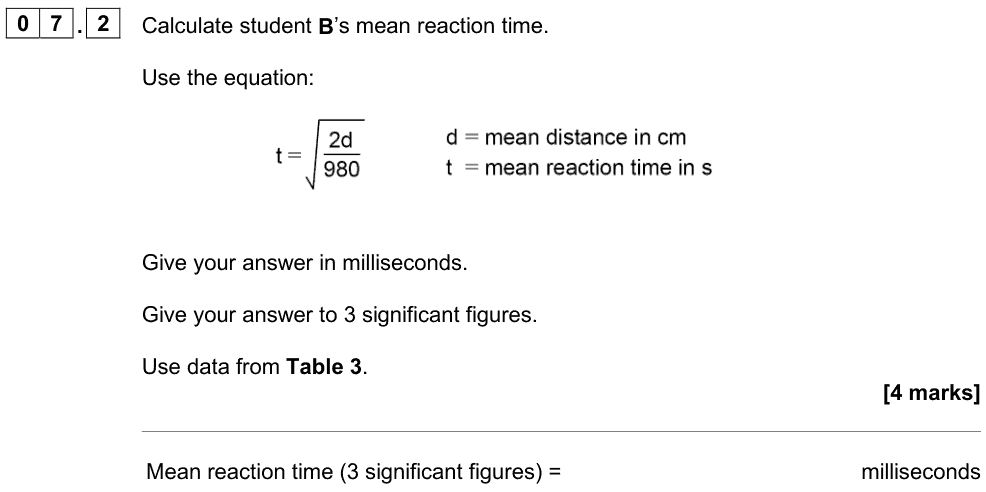 0 7 . 2 Calculate student B's mean reaction time.
Use the equation:
t = √(2d/980) d = mean distance in cm
t = mean reaction time in s
Give your answer in milliseconds.
Give your answer to 3 significant figures.
Use data from Table 3.
[4 marks]
Mean reaction time (3 significant figures) = milliseconds